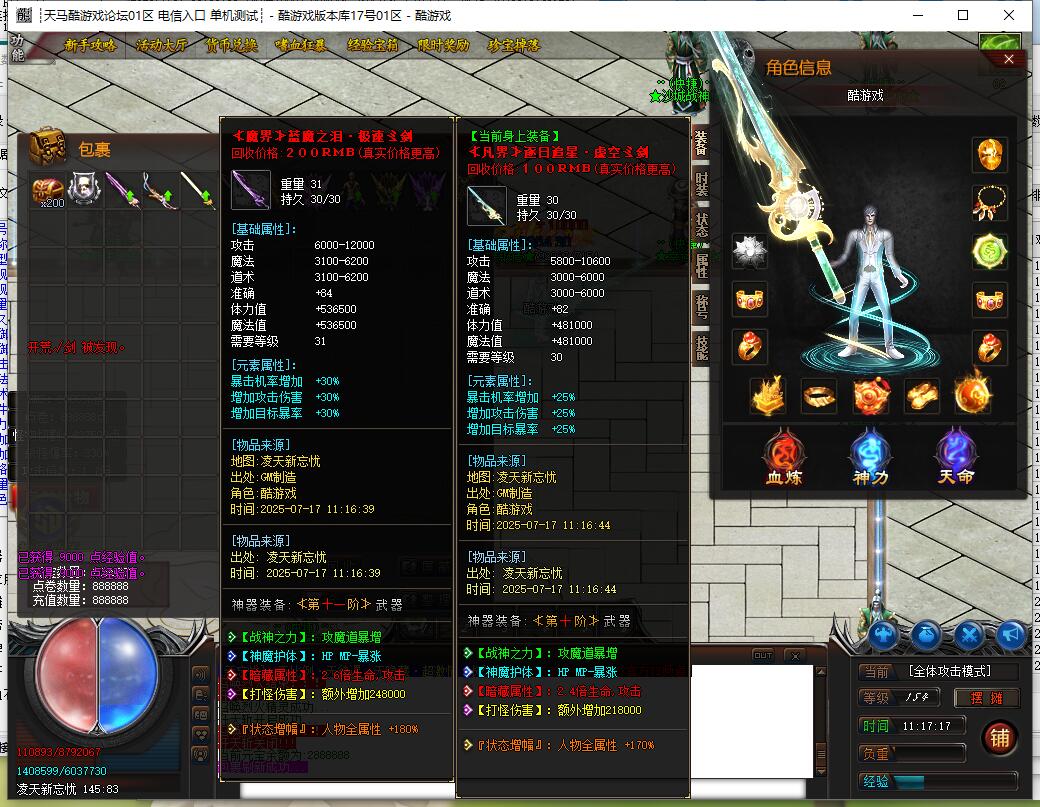 [天马酷游戏论坛01区 电信入口 单机测试] - 酷游戏版本库17号01区 - 酷游戏
功能
新手攻略 活动大厅 货币兑换 嗜血狂暴 经验宝箱 限时奖励 珍宝掉落
(快捷)
★沙城战神
包裹
x200
开荒√剑 被发现。
已获得 9000 点经验值。
点卷数量: 888888
充值数量: 888888
110893/8792067
1408599/6037730
凌天新忘忧 145:83
≮魔界≯蓝魔之泪·极速ミ剑
回收价格:200RMB(真实价格更高)
重量 31
持久 30/30
[基础属性]:
攻击 6000-12000
魔法 3100-6200
道术 3100-6200
准确 +84
体力值 +536500
魔法值 +536500
需要等级 31
[元素属性]:
暴击机率增加 +30%
增加攻击伤害 +30%
增加目标暴率 +30%
[物品来源]
地图:凌天新忘忧
出处:GM制造
角色:酷游戏
时间:2025-07-17 11:16:39
[物品来源]
出处: 凌天新忘忧
时间: 2025-07-17 11:16:39
神器装备:≮第十一阶≯武器
【战神之力】: 攻魔道暴增
【神魔护体】: HP MP-暴涨
【暗藏属性】: 2.6倍生命.攻击
【打怪伤害】: 额外增加248000
『状态增幅』: 人物全属性 +180%
【当前身上装备】
≮凡界≯逐日追星·虚空ミ剑
回收价格:100RMB(真实价格更高)
重量 30
持久 30/30
[基础属性]:
攻击 5800-10600
魔法 3000-6000
道术 3000-6000
准确 +82
体力值 +481000
魔法值 +481000
需要等级 30
[元素属性]:
暴击机率增加 +25%
增加攻击伤害 +25%
增加目标暴率 +25%
[物品来源]
地图:凌天新忘忧
出处:GM制造
角色:酷游戏
时间:2025-07-17 11:16:44
[物品来源]
出处: 凌天新忘忧
时间: 2025-07-17 11:16:44
神器装备:≮第十阶≯武器
【战神之力】: 攻魔道暴增
【神魔护体】: HP MP-暴涨
【暗藏属性】: 2.4倍生命.攻击
【打怪伤害】: 额外增加218000
『状态增幅』: 人物全属性 +170%
角色信息
酷游戏
装备
时装
状态
属性
称号
技能
血炼 神力 天命
OUT
当前 [全体攻击模式]
等级
摆摊
时间 11:17:17
铺
负重
经验